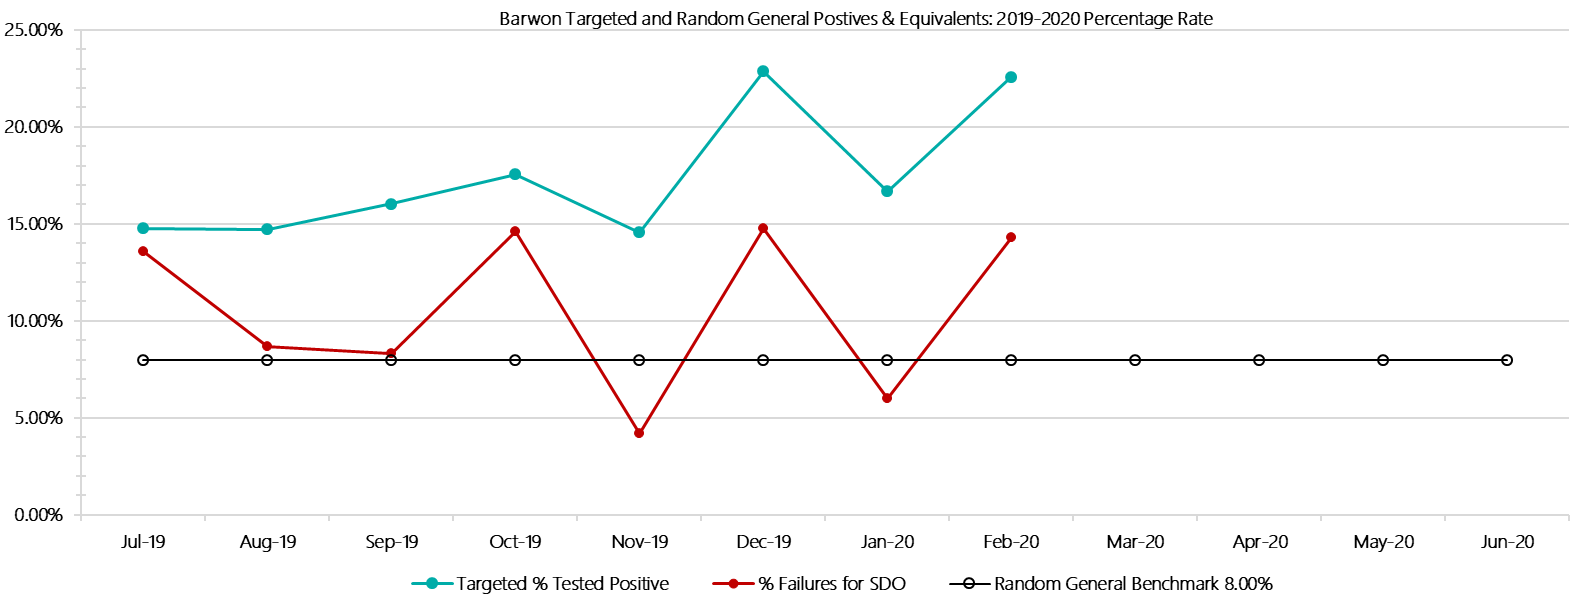 Barwon Targeted and Random General Postives & Equivalents: 2019-2020 Percentage Rate
25.00%
20.00%
15.00%
10.00%
5.00%
0.00%
Jul-19 Aug-19 Sep-19 Oct-19 Nov-19 Dec-19 Jan-20 Feb-20 Mar-20 Apr-20 May-20 Jun-20
Targeted % Tested Positive % Failures for SDO Random General Benchmark 8.00%